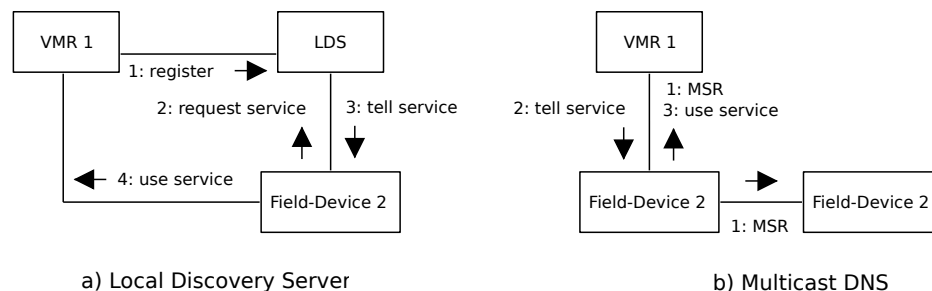 VMR 1
LDS
1: register
2: request service
3: tell service
4: use service
Field-Device 2
a) Local Discovery Server
VMR 1
1: MSR
2: tell service
3: use service
Field-Device 2
Field-Device 2
1: MSR
b) Multicast DNS